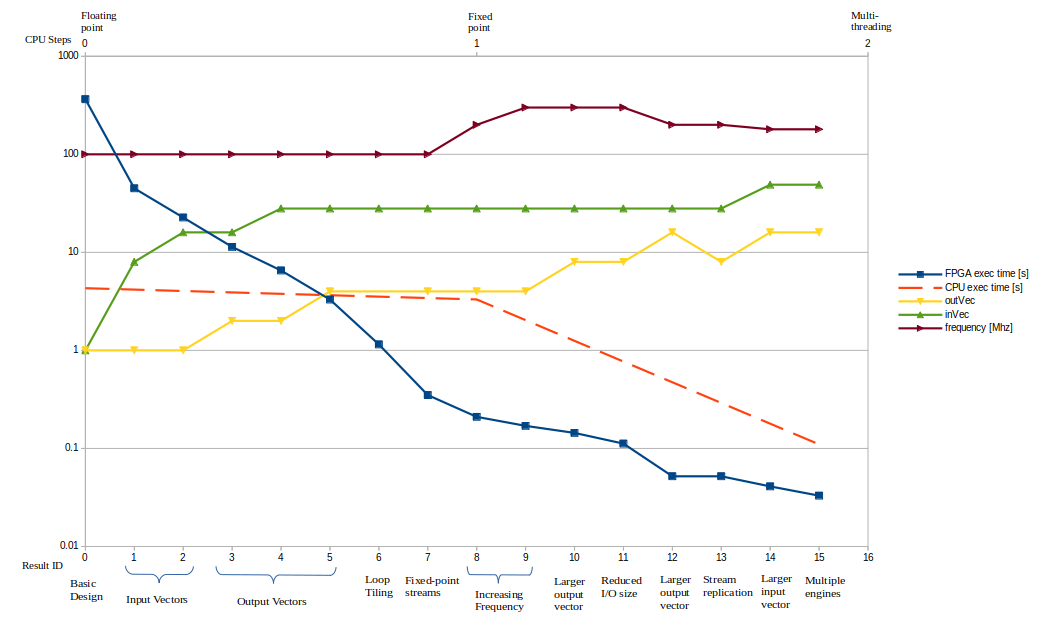 Floating
point
Fixed
point
Multi-
threading
CPU Steps
0
1
2
1000
100
10
1
0.1
0.01
FPGA exec time [s]
CPU exec time [s]
outVec
inVec
frequency [Mhz]
0 1 2 3 4 5 6 7 8 9 10 11 12 13 14 15 16
Result ID
Basic
Design
Input Vectors
Output Vectors
Loop
Tiling
Fixed-point
streams
Increasing
Frequency
Larger
output
vector
Reduced
I/O size
Larger
output
vector
Stream
replication
Larger
input
vector
Multiple
engines